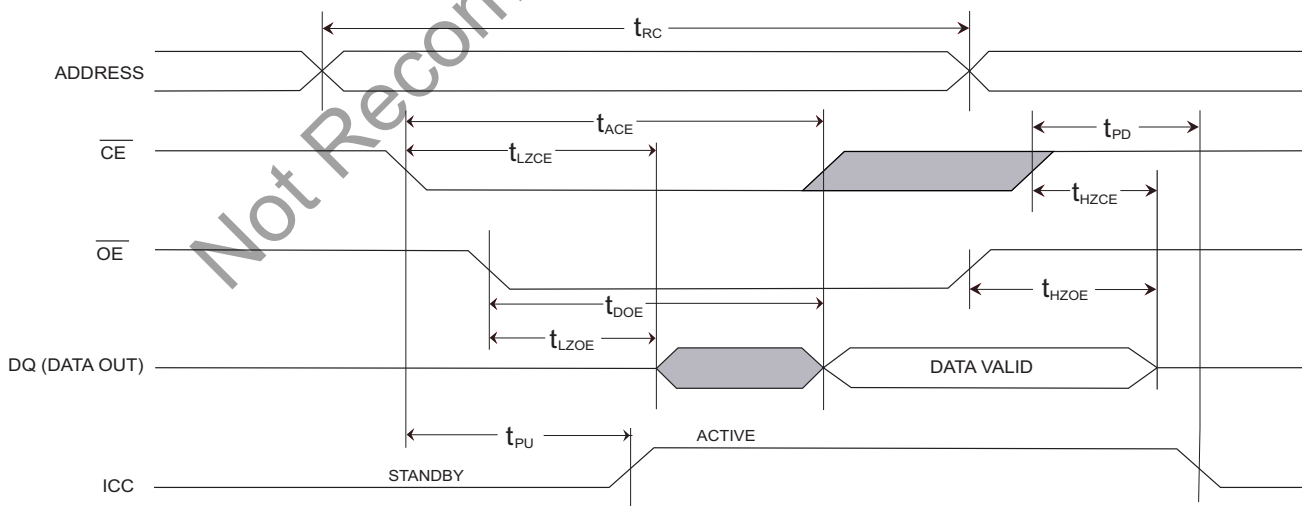 tRC
ADDRESS
tACE
tPD
CE
tLZCE
tHZCE
Not Recom
OE
tHZOE
tDOE
tLZOE
DQ (DATA OUT)
DATA VALID
tPU
ACTIVE
STANDBY
ICC